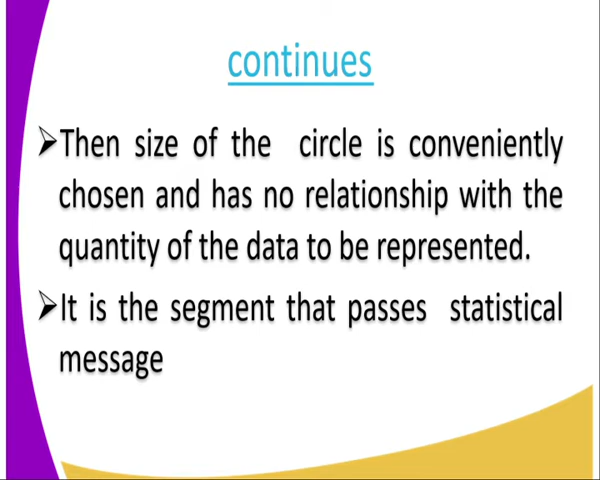 continues
Then size of the circle is conveniently
chosen and has no relationship with the
quantity of the data to be represented.
It is the segment that passes statistical
message